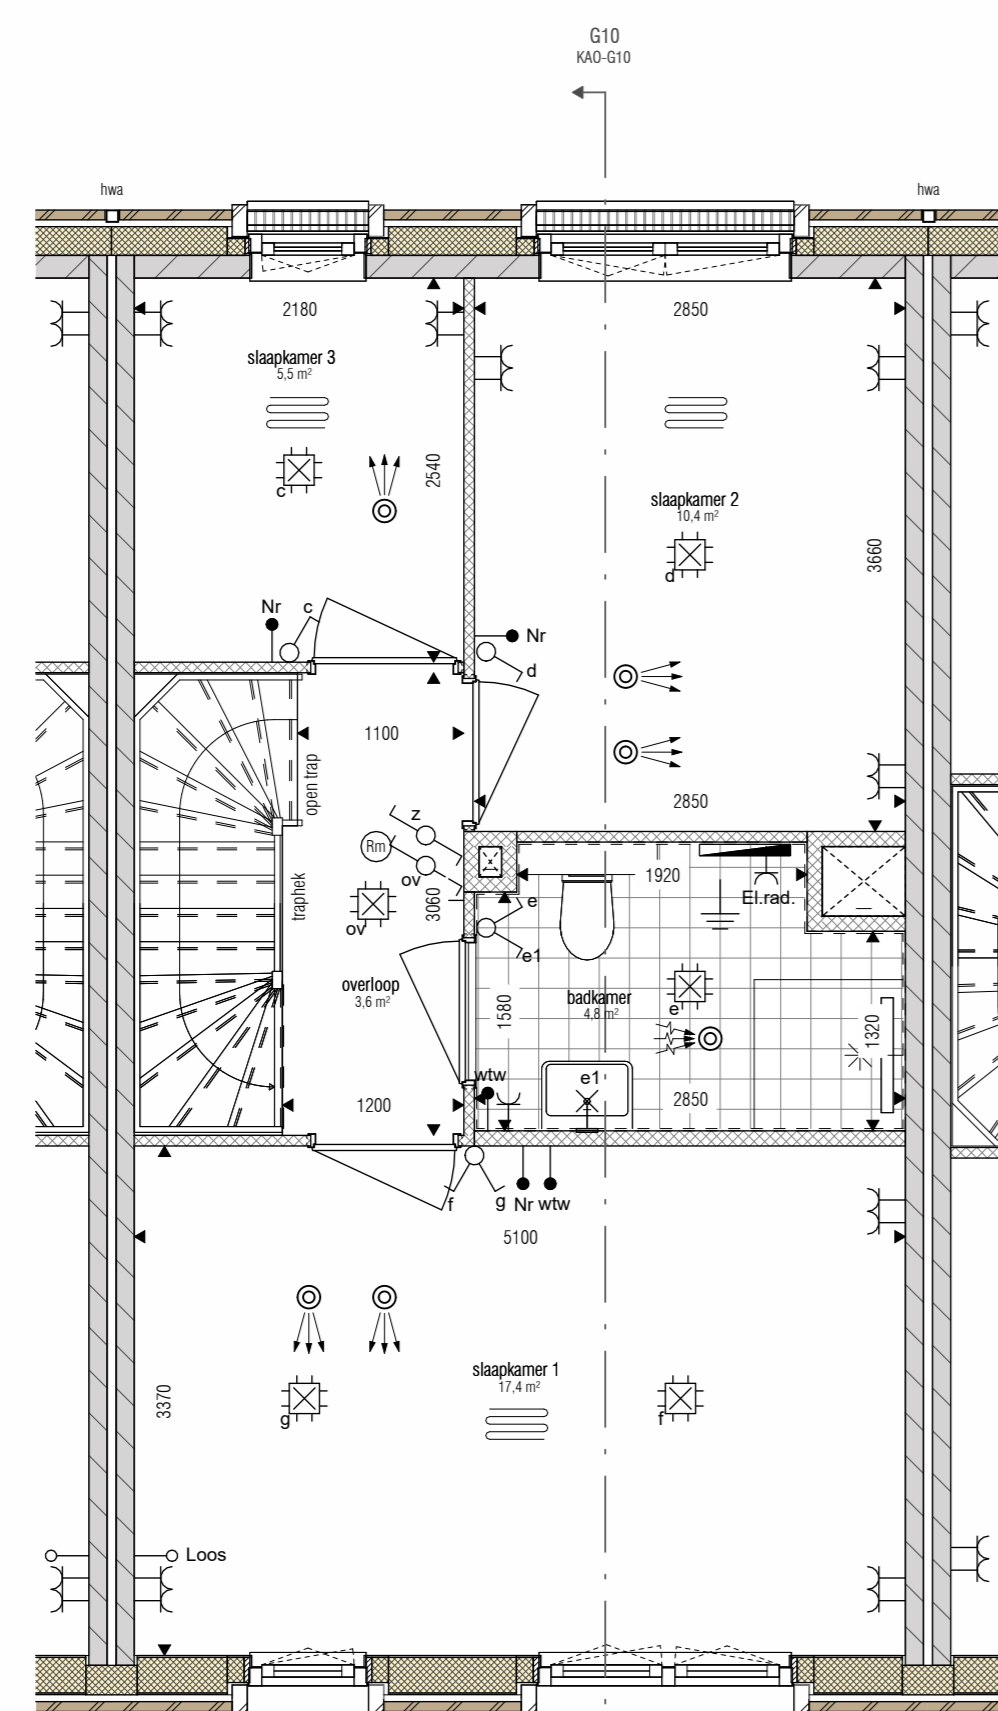 G10
KAO-G10
hwa
hwa
2180
2850
slaapkamer 3
5,5 m²
2540
c
slaapkamer 2
10,4 m²
d
3660
Nr
c
Nr
d
1100
open trap
2850
z
Rm
ov
traphek
ov
3060
1920
El.rad.
e
e1
overloop
3,6 m²
badkamer
4,8 m²
e
1580
1320
wtw
e1
1200
2850
f
g
Nr
wtw
5100
slaapkamer 1
17,4 m²
3370
g
f
Loos